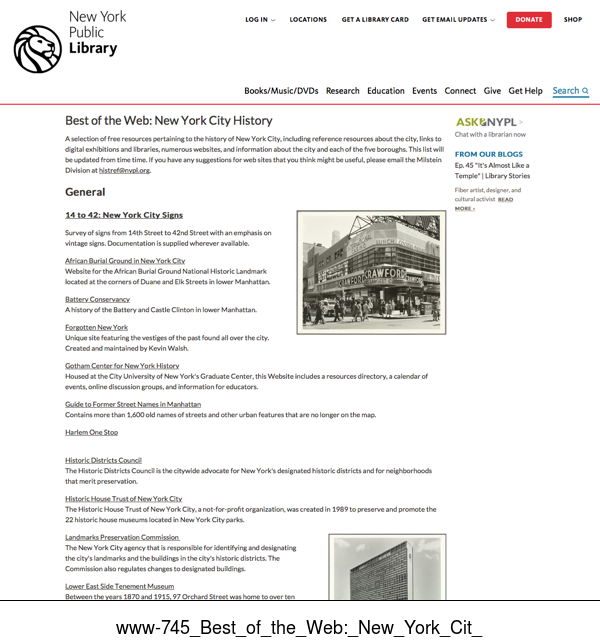 New York
Public
Library
LOG IN
LOCATIONS
GET A LIBRARY CARD
GET EMAIL UPDATES
DONATE
SHOP
Books/Music/DVDs Research Education Events Connect Give Get Help Search
Best of the Web: New York City History
A selection of free resources pertaining to the history of New York City, including reference resources about the city, links to
digital exhibitions and libraries, numerous websites, and information about the city and each of the five boroughs. This list will
be updated from time time. If you have any suggestions for web sites that you think might be useful, please email the Milstein
Division at histref@nypl.org.
General
14 to 42: New York City Signs
Survey of signs from 14th Street to 42nd Street with an emphasis on
vintage signs. Documentation is supplied wherever available.
African Burial Ground in New York City
Website for the African Burial Ground National Historic Landmark
located at the corners of Duane and Elk Streets in lower Manhattan.
Battery Conservancy
A history of the Battery and Castle Clinton in lower Manhattan.
Forgotten New York
Unique site featuring the vestiges of the past found all over the city.
Created and maintained by Kevin Walsh.
CRAWFORD
CRAWFORD
Gotham Center for New York History
Housed at the City University of New York's Graduate Center, this Website includes a resources directory, a calendar of
events, online discussion groups, and information for educators.
Guide to Former Street Names in Manhattan
Contains more than 1,600 old names of streets and other urban features that are no longer on the map.
Harlem One Stop
Historic Districts Council
The Historic Districts Council is the citywide advocate for New York's designated historic districts and for neighborhoods
that merit preservation.
Historic House Trust of New York City
The Historic House Trust of New York City, a not-for-profit organization, was created in 1989 to preserve and promote the
22 historic house museums located in New York City parks.
Landmarks Preservation Commission
The New York City agency that is responsible for identifying and designating
the city's landmarks and the buildings in the city's historic districts. The
Commission also regulates changes to designated buildings.
Lower East Side Tenement Museum
Between the years 1870 and 1915, 97 Orchard Street was home to over ten
ASK NYPL >
Chat with a librarian now
FROM OUR BLOGS
Ep. 45 "It's Almost Like a
Temple" | Library Stories
Fiber artist, designer, and
cultural activist READ
MORE ›
www-745_Best_of_the_Web:_New_York_Cit_